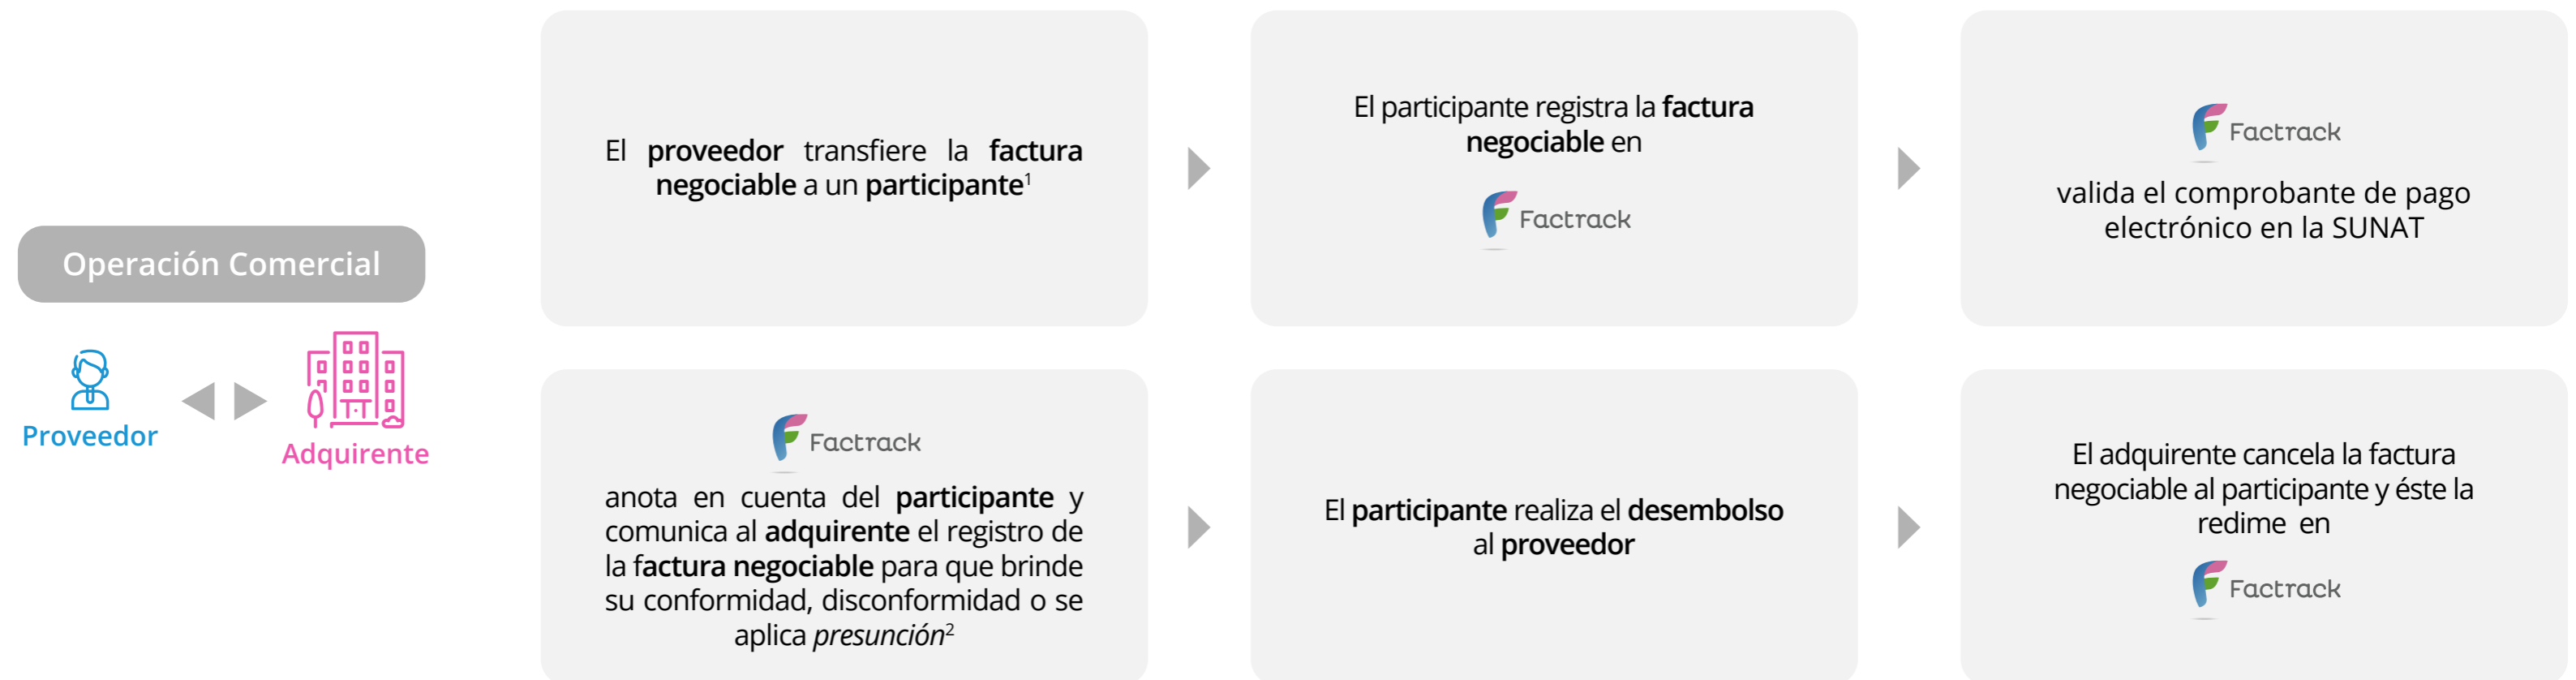 Operación Comercial
Proveedor
Adquirente
El proveedor transfiere la factura
negociable a un participante¹
El participante registra la factura
negociable en
Factrack
Factrack
valida el comprobante de pago
electrónico en la SUNAT
Factrack
anota en cuenta del participante y
comunica al adquirente el registro de
la factura negociable para que brinde
su conformidad, disconformidad o se
aplica presunción²
El participante realiza el desembolso
al proveedor
El adquirente cancela la factura
negociable al participante y éste la
redime en
Factrack